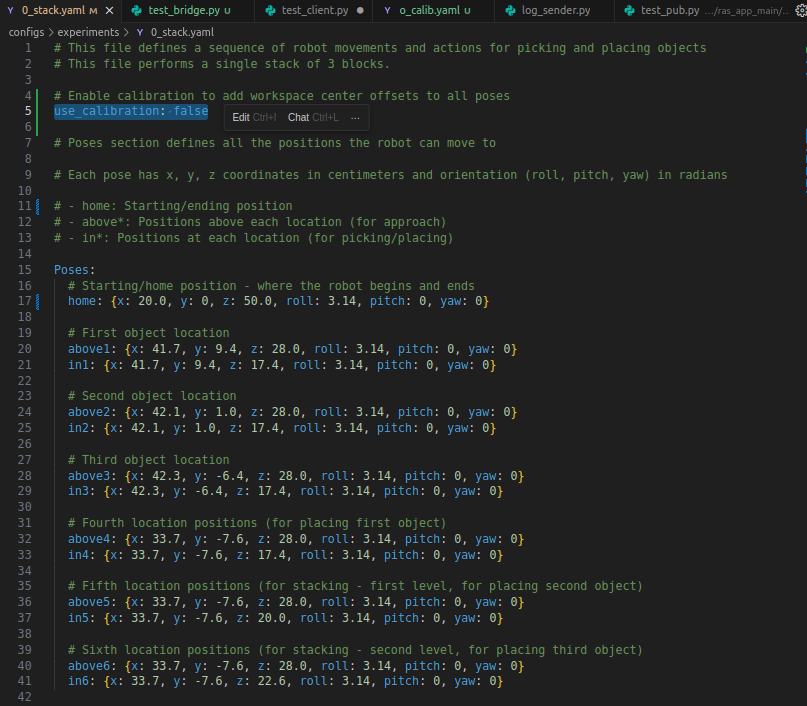 0_stack.yaml M × test_bridge.py U test_client.py ● o_calib.yaml U log_sender.py test_pub.py .../ras_app_main/...
configs > experiments > 0_stack.yaml
1 # This file defines a sequence of robot movements and actions for picking and placing objects
2 # This file performs a single stack of 3 blocks.
3
4 # Enable calibration to add workspace center offsets to all poses
5 use_calibration: false
Edit Ctrl+I Chat Ctrl+L ...
6
7 # Poses section defines all the positions the robot can move to
8
9 # Each pose has x, y, z coordinates in centimeters and orientation (roll, pitch, yaw) in radians
10
11 # - home: Starting/ending position
12 # - above*: Positions above each location (for approach)
13 # - in*: Positions at each location (for picking/placing)
14
15 Poses:
16 # Starting/home position - where the robot begins and ends
17 home: {x: 20.0, y: 0, z: 50.0, roll: 3.14, pitch: 0, yaw: 0}
18
19 # First object location
20 above1: {x: 41.7, y: 9.4, z: 28.0, roll: 3.14, pitch: 0, yaw: 0}
21 in1: {x: 41.7, y: 9.4, z: 17.4, roll: 3.14, pitch: 0, yaw: 0}
22
23 # Second object location
24 above2: {x: 42.1, y: 1.0, z: 28.0, roll: 3.14, pitch: 0, yaw: 0}
25 in2: {x: 42.1, y: 1.0, z: 17.4, roll: 3.14, pitch: 0, yaw: 0}
26
27 # Third object location
28 above3: {x: 42.3, y: -6.4, z: 28.0, roll: 3.14, pitch: 0, yaw: 0}
29 in3: {x: 42.3, y: -6.4, z: 17.4, roll: 3.14, pitch: 0, yaw: 0}
30
31 # Fourth location positions (for placing first object)
32 above4: {x: 33.7, y: -7.6, z: 28.0, roll: 3.14, pitch: 0, yaw: 0}
33 in4: {x: 33.7, y: -7.6, z: 17.4, roll: 3.14, pitch: 0, yaw: 0}
34
35 # Fifth location positions (for stacking - first level, for placing second object)
36 above5: {x: 33.7, y: -7.6, z: 28.0, roll: 3.14, pitch: 0, yaw: 0}
37 in5: {x: 33.7, y: -7.6, z: 20.0, roll: 3.14, pitch: 0, yaw: 0}
38
39 # Sixth location positions (for stacking - second level, for placing third object)
40 above6: {x: 33.7, y: -7.6, z: 28.0, roll: 3.14, pitch: 0, yaw: 0}
41 in6: {x: 33.7, y: -7.6, z: 22.6, roll: 3.14, pitch: 0, yaw: 0}
42